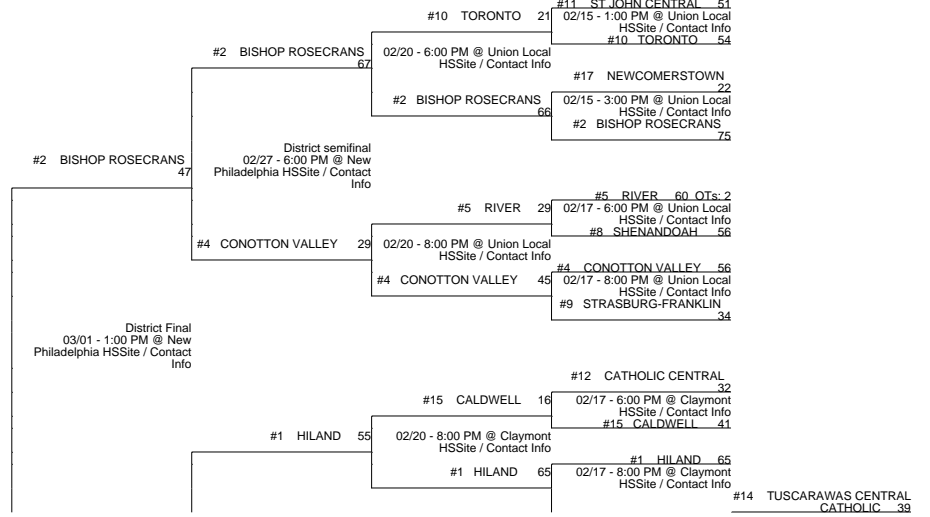 #11 ST JOHN CENTRAL 51
#10 TORONTO 21
02/15 - 1:00 PM @ Union Local
HSSite / Contact Info
#10 TORONTO 54
#2 BISHOP ROSECRANS
67
02/20 - 6:00 PM @ Union Local
HSSite / Contact Info
#17 NEWCOMERSTOWN
22
#2 BISHOP ROSECRANS
66
02/15 - 3:00 PM @ Union Local
HSSite / Contact Info
#2 BISHOP ROSECRANS
75
#2 BISHOP ROSECRANS
47
District semifinal
02/27 - 6:00 PM @ New
Philadelphia HSSite / Contact
Info
#5 RIVER 60 OTs: 2
#5 RIVER 29
02/17 - 6:00 PM @ Union Local
HSSite / Contact Info
#8 SHENANDOAH 56
#4 CONOTTON VALLEY 29
02/20 - 8:00 PM @ Union Local
HSSite / Contact Info
#4 CONOTTON VALLEY 56
#4 CONOTTON VALLEY 45
02/17 - 8:00 PM @ Union Local
HSSite / Contact Info
#9 STRASBURG-FRANKLIN
34
District Final
03/01 - 1:00 PM @ New
Philadelphia HSSite / Contact
Info
#12 CATHOLIC CENTRAL
32
#15 CALDWELL 16
02/17 - 6:00 PM @ Claymont
HSSite / Contact Info
#15 CALDWELL 41
#1 HILAND 55
02/20 - 8:00 PM @ Claymont
HSSite / Contact Info
#1 HILAND 65
#1 HILAND 65
02/17 - 8:00 PM @ Claymont
HSSite / Contact Info
#14 TUSCARAWAS CENTRAL
CATHOLIC 39